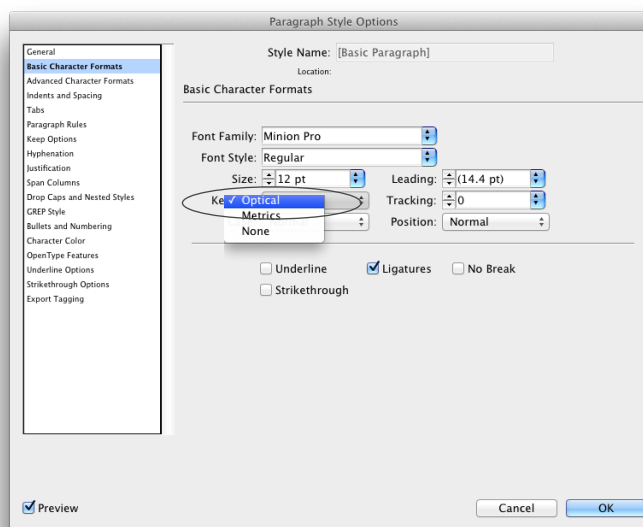 Paragraph Style Options
General
Basic Character Formats
Advanced Character Formats
Indents and Spacing
Tabs
Paragraph Rules
Keep Options
Hyphenation
Justification
Span Columns
Drop Caps and Nested Styles
GREP Style
Bullets and Numbering
Character Color
OpenType Features
Underline Options
Strikethrough Options
Export Tagging
Style Name: [Basic Paragraph]
Location:
Basic Character Formats
Font Family: Minion Pro
Font Style: Regular
Size: 12 pt Leading: (14.4 pt)
Ke Optical Tracking: 0
Metrics
Position: Normal
None
Underline Ligatures No Break
Strikethrough
Preview Cancel OK